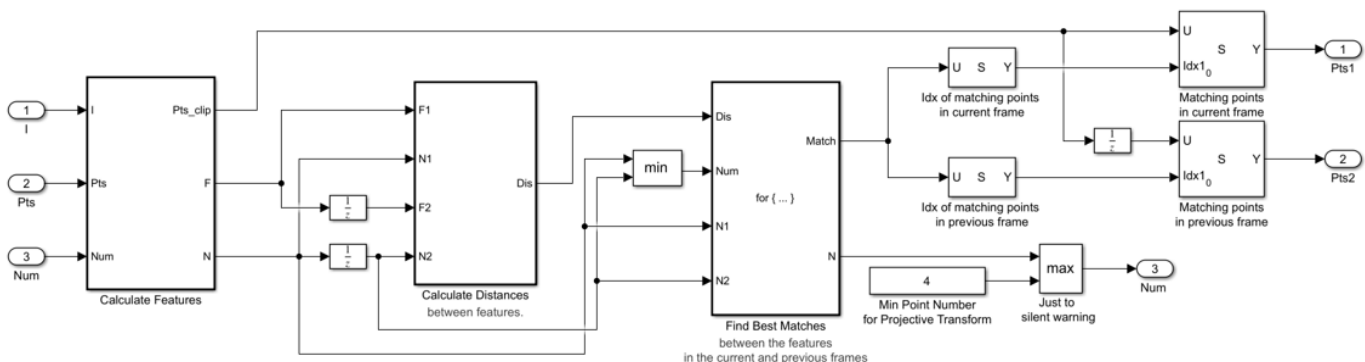 1
I
2
Pts
3
Num
I
Pts
Num
Pts_clip
F
N
Calculate Features
1
z
1
z
F1
N1
F2
N2
Dis
Calculate Distances
between features.
min
Dis
Num
N1
N2
Match
N
for { ... }
Find Best Matches
between the features
in the current and previous frames
U S Y
Idx of matching points
in current frame
U S Y
Idx of matching points
in previous frame
4
Min Point Number
for Projective Transform
max
Just to
silent warning
1
z
U
S Y
Idx1 0
Matching points
in current frame
U
S Y
Idx1 0
Matching points
in previous frame
1
Pts1
2
Pts2
3
Num